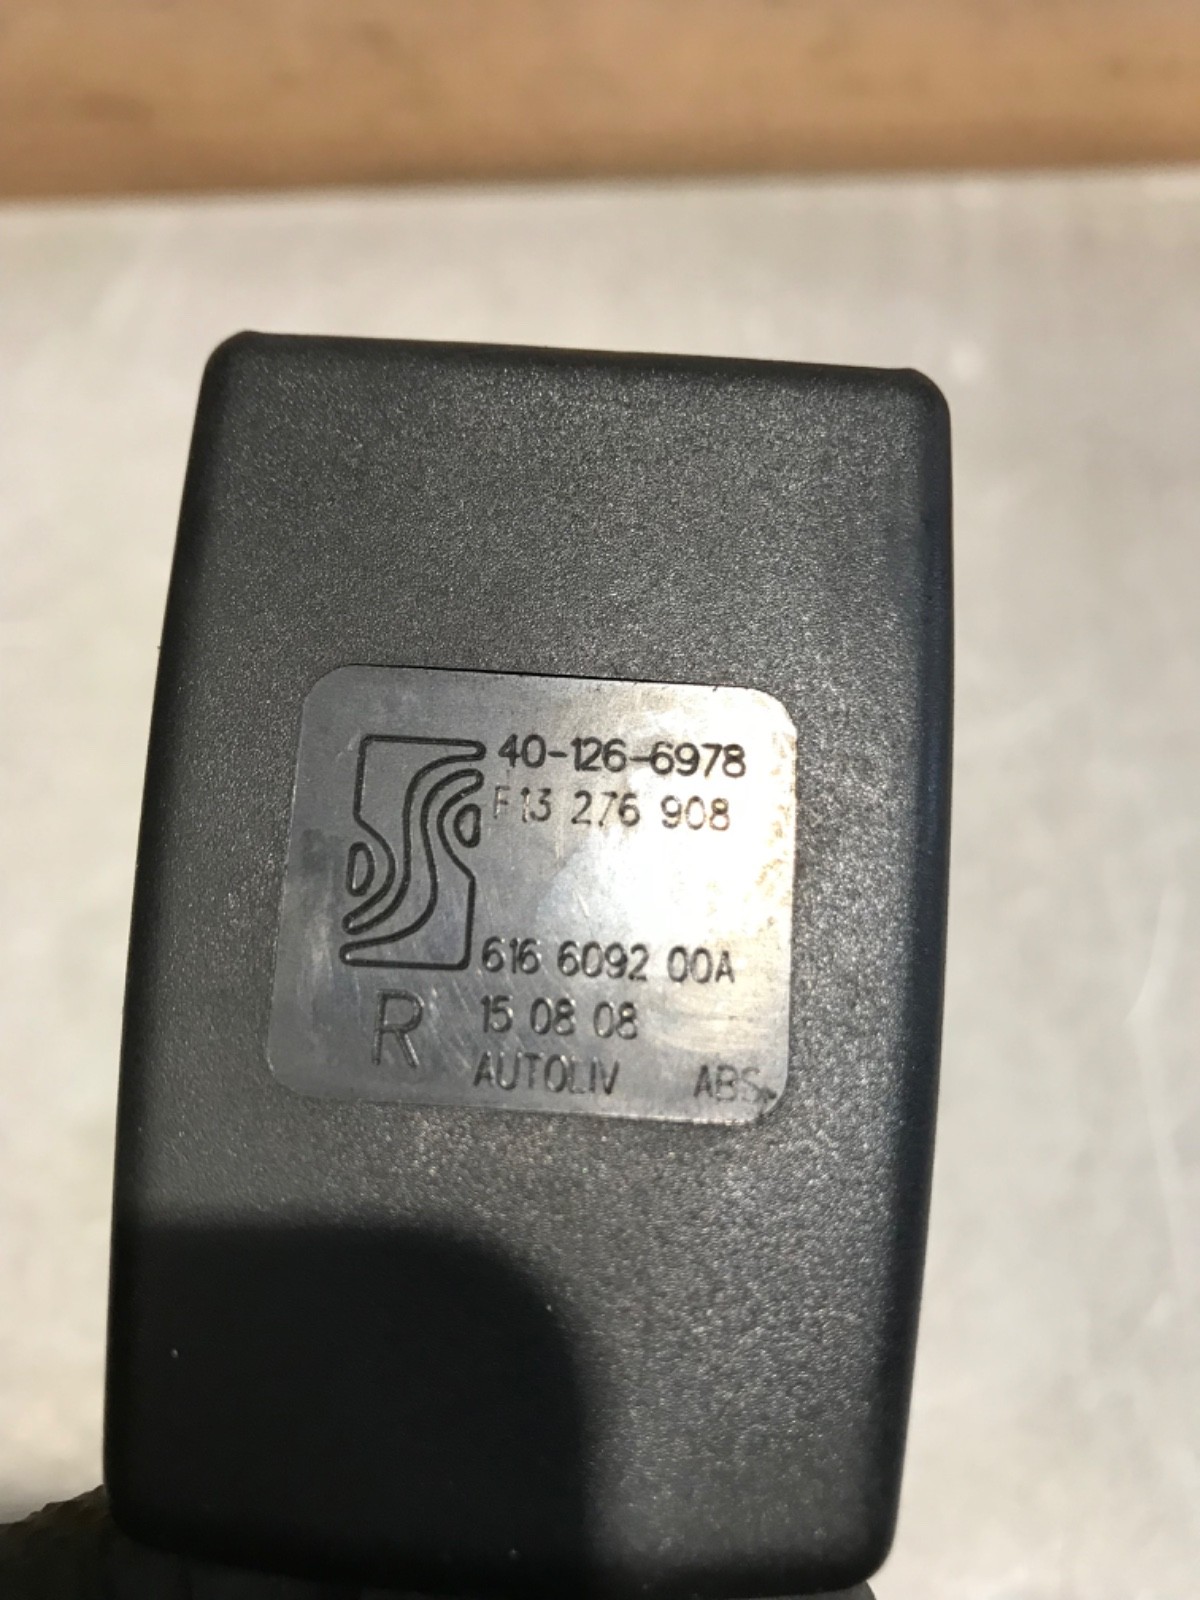 40-126-6978
F13 276 908
616 6092 00A
R 15 08 08
AUTOLIV ABS